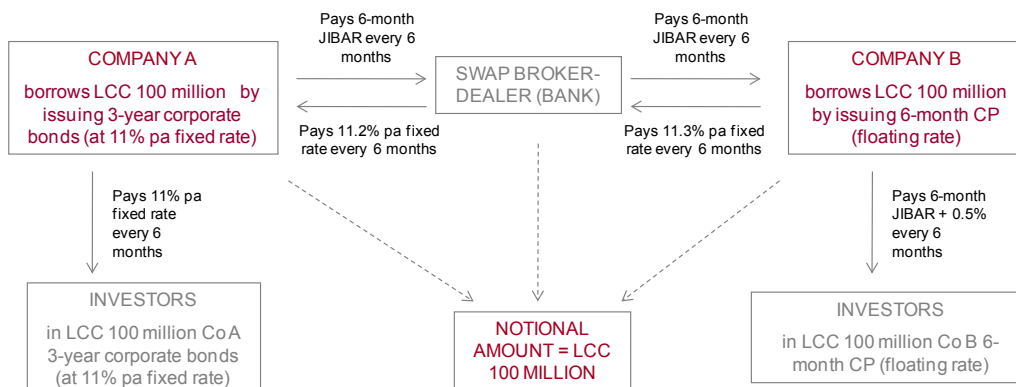 Pays 6-month
JIBAR every 6
months
Pays 6-month
JIBAR every 6
months
COMPANY A
borrows LCC 100 million by
issuing 3-year corporate
bonds (at 11% pa fixed rate)
SWAP BROKER-
DEALER (BANK)
COMPANY B
borrows LCC 100 million
by issuing 6-month CP
(floating rate)
Pays 11.2% pa fixed
rate every 6 months
Pays 11.3% pa fixed
rate every 6 months
Pays 11% pa
fixed rate
every 6
months
Pays 6-month
JIBAR + 0.5%
every 6
months
INVESTORS
in LCC 100 million Co A
3-year corporate bonds
(at 11% pa fixed rate)
NOTIONAL
AMOUNT = LCC
100 MILLION
INVESTORS
in LCC 100 million Co B 6-
month CP (floating rate)